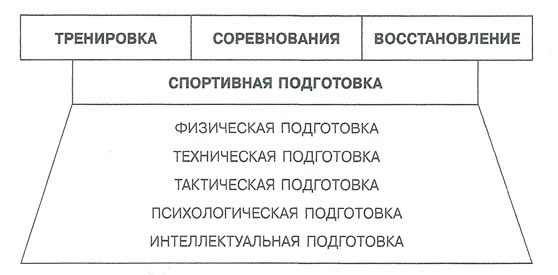 ТРЕНИРОВКА СОРЕВНОВАНИЯ ВОССТАНОВЛЕНИЕ
СПОРТИВНАЯ ПОДГОТОВКА
ФИЗИЧЕСКАЯ ПОДГОТОВКА
ТЕХНИЧЕСКАЯ ПОДГОТОВКА
ТАКТИЧЕСКАЯ ПОДГОТОВКА
ПСИХОЛОГИЧЕСКАЯ ПОДГОТОВКА
ИНТЕЛЛЕКТУАЛЬНАЯ ПОДГОТОВКА